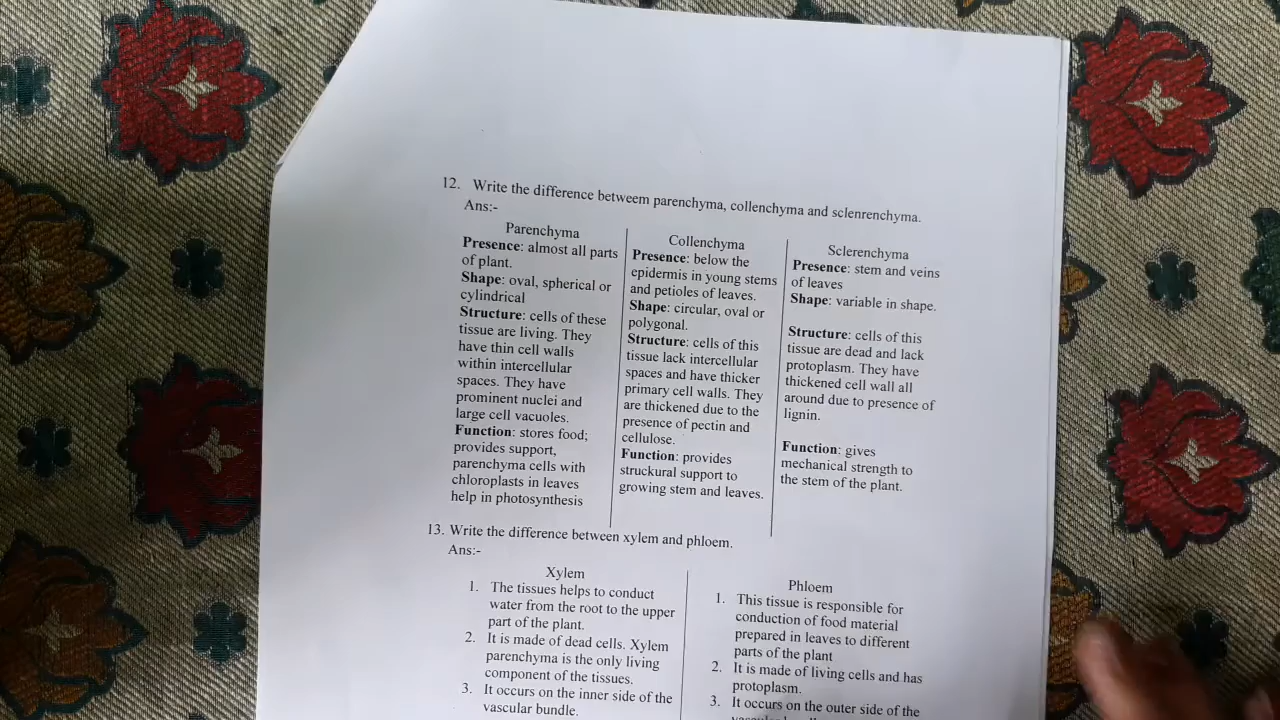 12. Write the difference betweem parenchyma, collenchyma and sclenrenchyma.
Ans:-
Parenchyma
Presence: almost all parts
of plant.
Shape: oval, spherical or
cylindrical
Structure: cells of these
tissue are living. They
have thin cell walls
within intercellular
spaces. They have
prominent nuclei and
large cell vacuoles.
Function: stores food;
provides support,
parenchyma cells with
chloroplasts in leaves
help in photosynthesis
Collenchyma
Presence: below the
epidermis in young stems
and petioles of leaves.
Shape: circular, oval or
polygonal.
Structure: cells of this
tissue lack intercellular
spaces and have thicker
primary cell walls. They
are thickened due to the
presence of pectin and
cellulose.
Function: provides
struckural support to
growing stem and leaves.
Sclerenchyma
Presence: stem and veins
of leaves
Shape: variable in shape.
Structure: cells of this
tissue are dead and lack
protoplasm. They have
thickened cell wall all
around due to presence of
lignin.
Function: gives
mechanical strength to
the stem of the plant.
13. Write the difference between xylem and phloem.
Ans:-
Xylem
1. The tissues helps to conduct
water from the root to the upper
part of the plant.
2. It is made of dead cells. Xylem
parenchyma is the only living
component of the tissues.
3. It occurs on the inner side of the
vascular bundle.
Phloem
1. This tissue is responsible for
conduction of food material
prepared in leaves to different
parts of the plant
2. It is made of living cells and has
protoplasm.
3. It occurs on the outer side of the